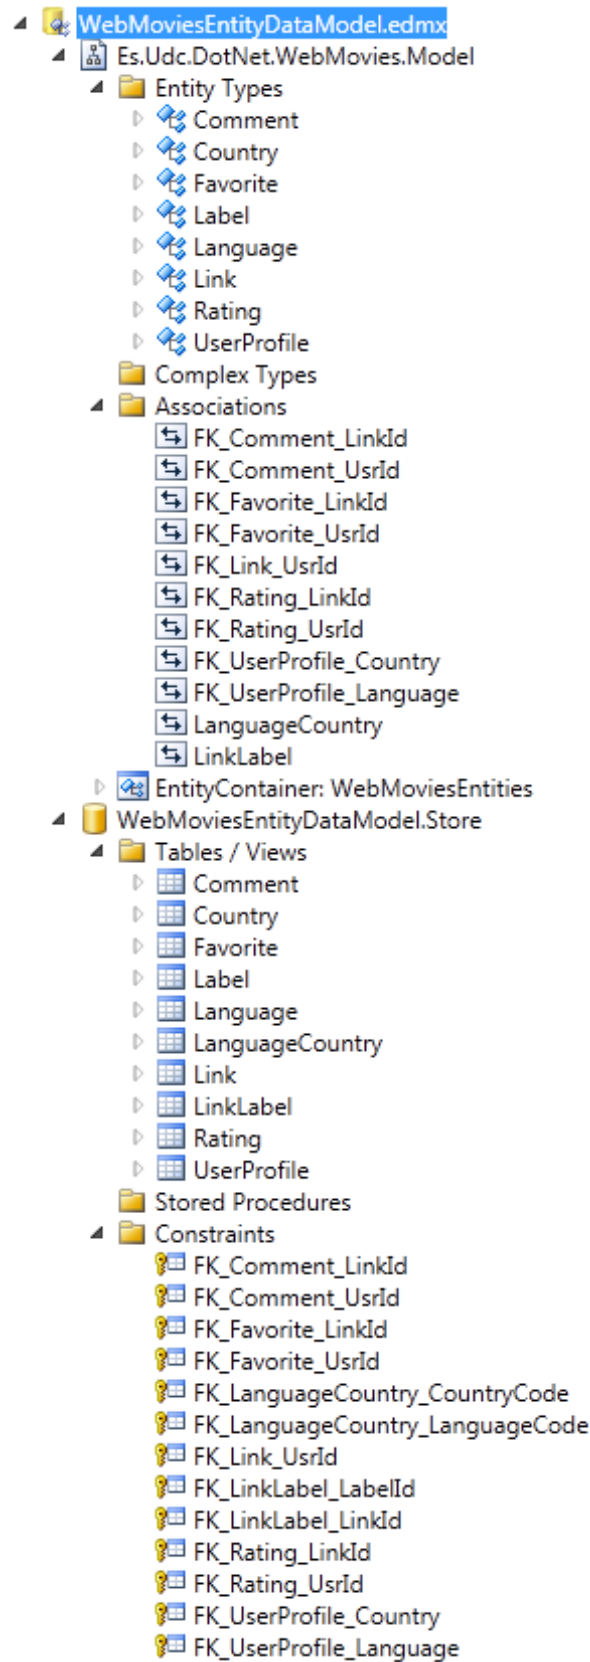 WebMoviesEntityDataModel.edmx
Es.Udc.DotNet.WebMovies.Model
Entity Types
Comment
Country
Favorite
Label
Language
Link
Rating
UserProfile
Complex Types
Associations
FK_Comment_LinkId
FK_Comment_UsrId
FK_Favorite_LinkId
FK_Favorite_UsrId
FK_Link_UsrId
FK_Rating_LinkId
FK_Rating_UsrId
FK_UserProfile_Country
FK_UserProfile_Language
LanguageCountry
LinkLabel
EntityContainer: WebMoviesEntities
WebMoviesEntityDataModel.Store
Tables / Views
Comment
Country
Favorite
Label
Language
LanguageCountry
Link
LinkLabel
Rating
UserProfile
Stored Procedures
Constraints
FK_Comment_LinkId
FK_Comment_UsrId
FK_Favorite_LinkId
FK_Favorite_UsrId
FK_LanguageCountry_CountryCode
FK_LanguageCountry_LanguageCode
FK_Link_UsrId
FK_LinkLabel_LabelId
FK_LinkLabel_LinkId
FK_Rating_LinkId
FK_Rating_UsrId
FK_UserProfile_Country
FK_UserProfile_Language